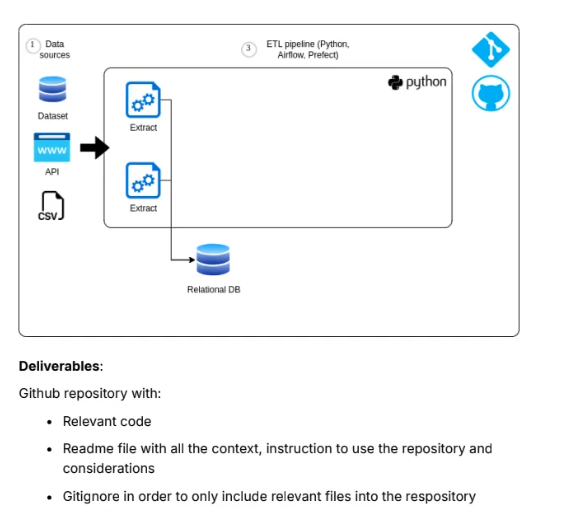 1 Data
sources
3 ETL pipeline (Python,
Airflow, Prefect)
python
Dataset
Extract
WWW
API
Extract
CSV
Relational DB
Deliverables:
Github repository with:
• Relevant code
• Readme file with all the context, instruction to use the repository and
considerations
• Gitignore in order to only include relevant files into the respository